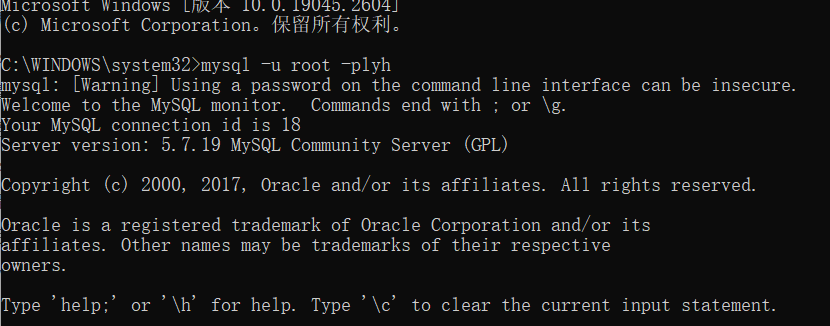 Microsoft Windows [版本 10.0.19045.2604]
(c) Microsoft Corporation。保留所有权利。
C:\WINDOWS\system32>mysql -u root -plyh
mysql: [Warning] Using a password on the command line interface can be insecure.
Welcome to the MySQL monitor.  Commands end with ; or \g.
Your MySQL connection id is 18
Server version: 5.7.19 MySQL Community Server (GPL)
Copyright (c) 2000, 2017, Oracle and/or its affiliates. All rights reserved.
Oracle is a registered trademark of Oracle Corporation and/or its
affiliates. Other names may be trademarks of their respective
owners.
Type 'help;' or '\h' for help. Type '\c' to clear the current input statement.